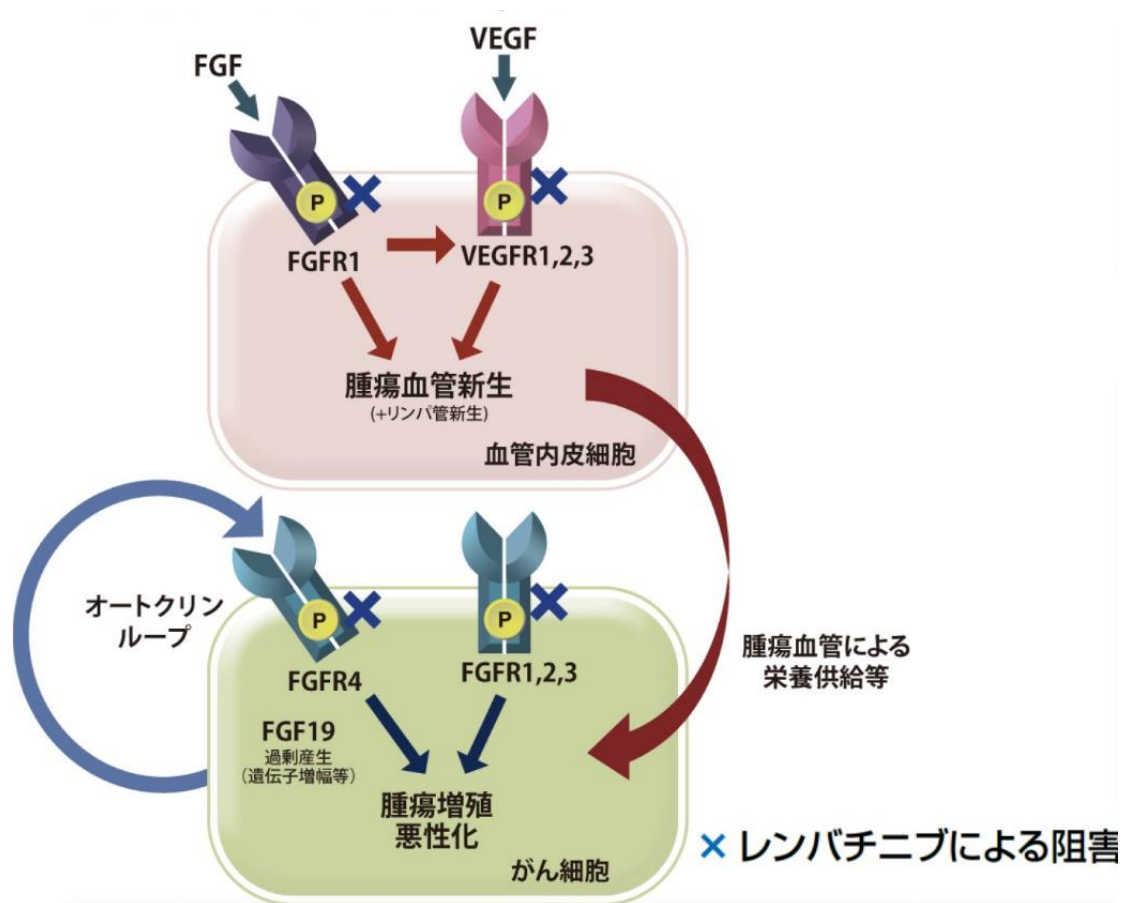 VEGF
FGF
P
P
FGFR1
VEGFR1,2,3
腫瘍血管新生
(+リンパ管新生)
血管内皮細胞
オートクリン
ループ
P
P
FGFR4
FGFR1,2,3
腫瘍血管による
栄養供給等
FGF19
過剰産生
(遺伝子増幅等)
腫瘍増殖
悪性化
がん細胞
× レンバチニブによる阻害